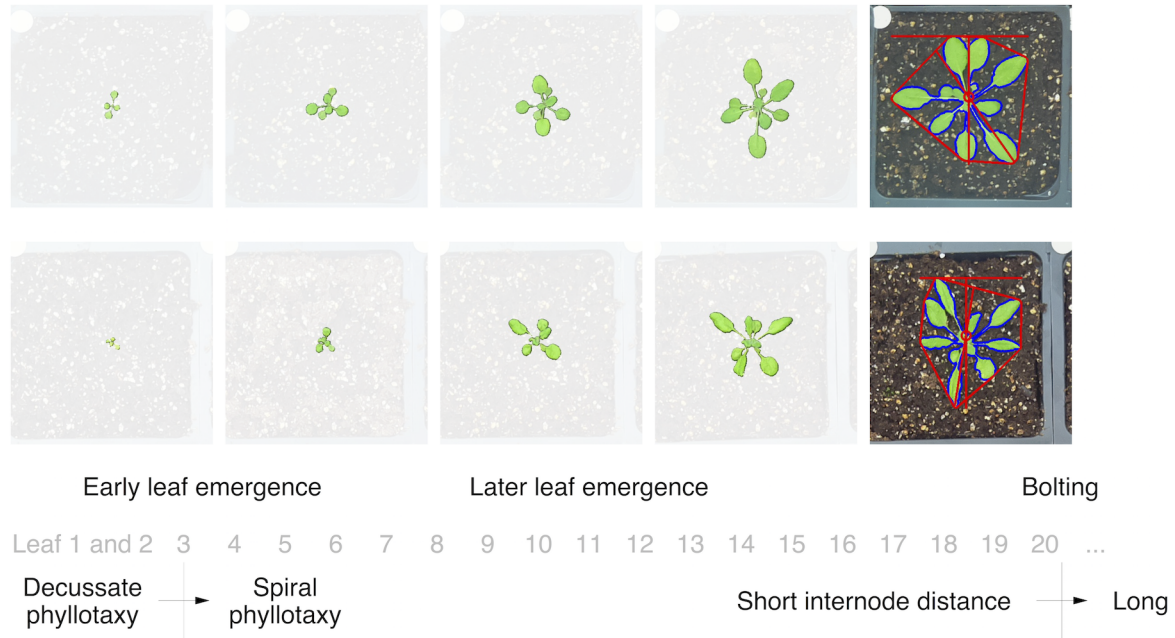 Early leaf emergence Later leaf emergence Bolting
Leaf 1 and 2 3 4 5 6 7 8 9 10 11 12 13 14 15 16 17 18 19 20 ...
Decussate
phyllotaxy
Spiral
phyllotaxy
Short internode distance Long